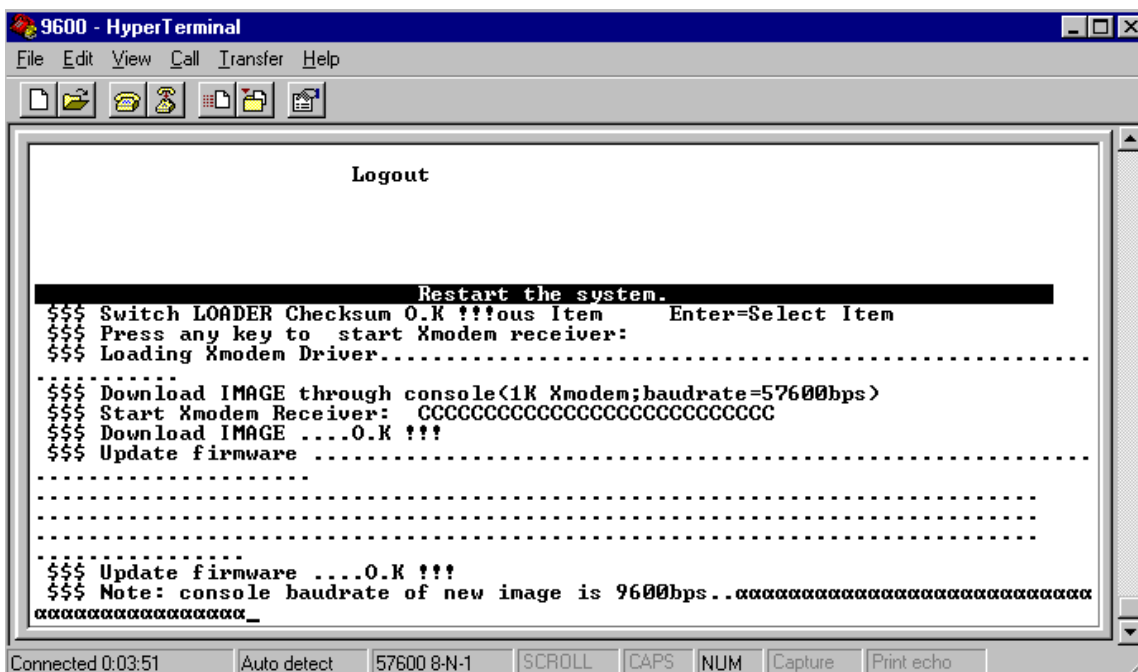 9600 - HyperTerminal
File Edit View Call Transfer Help
Logout
Restart the system.
$$$ Switch LOADER Checksum O.K !!!ous Item     Enter=Select Item
$$$ Press any key to  start Xmodem receiver:
$$$ Loading Xmodem Driver......................................................
...........
$$$ Download IMAGE through console(1K Xmodem;baudrate=57600bps)
$$$ Start Xmodem Receiver:  CCCCCCCCCCCCCCCCCCCCCCCCCCC
$$$ Download IMAGE ....O.K !!!
$$$ Update firmware ...........................................................
.....................
............................................................................
............................................................................
............................................................................
................
$$$ Update firmware ....O.K !!!
$$$ Note: console baudrate of new image is 9600bps..ααααααααααααααααααααααααααα
αααααααααααααααα_
Connected 0:03:51 Auto detect 57600 8-N-1 SCROLL CAPS NUM Capture Print echo